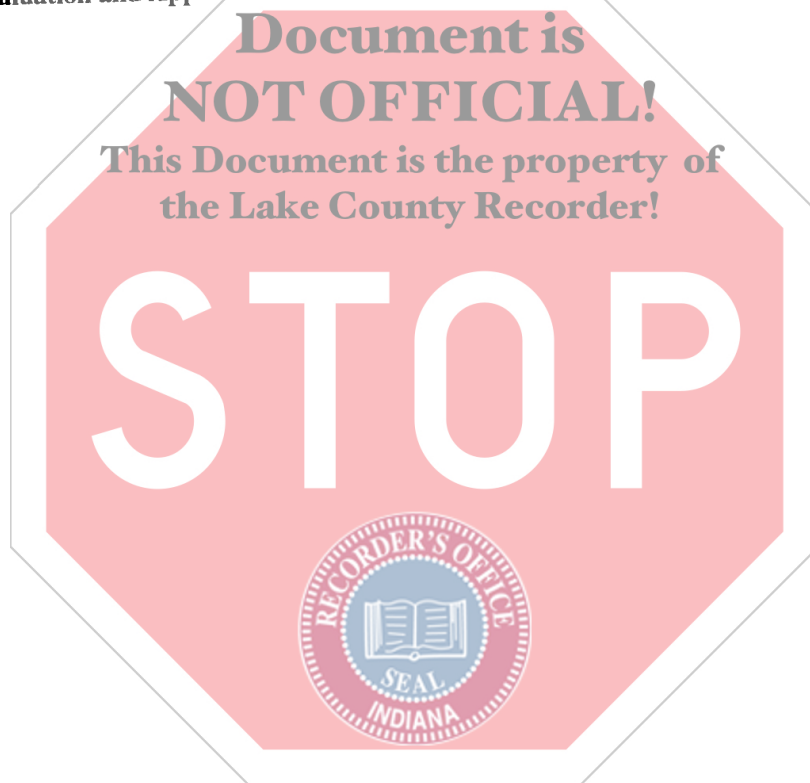 and
Document is
NOT OFFICIAL!
This Document is the property of
the Lake County Recorder!
STOP
RECORDER'S OFFICE
SEAL
INDIANA